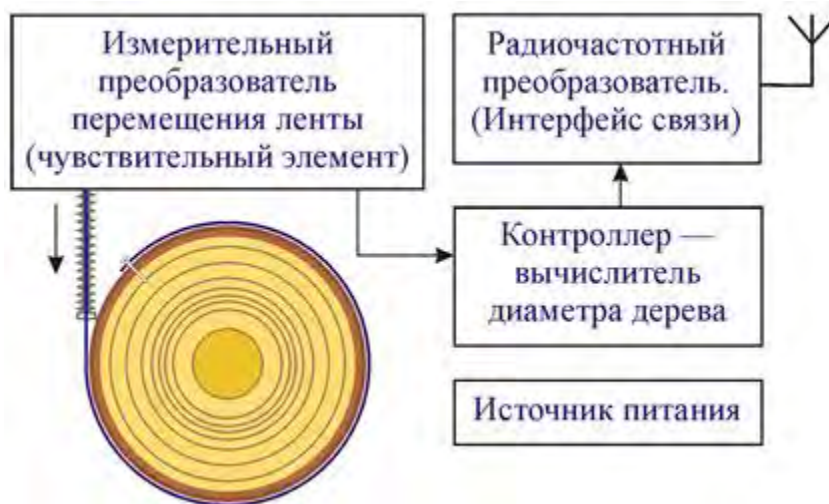 Измерительный
преобразователь
перемещения ленты
(чувствительный элемент)
Радиочастотный
преобразователь.
(Интерфейс связи)
Контроллер —
вычислитель
диаметра дерева
Источник питания